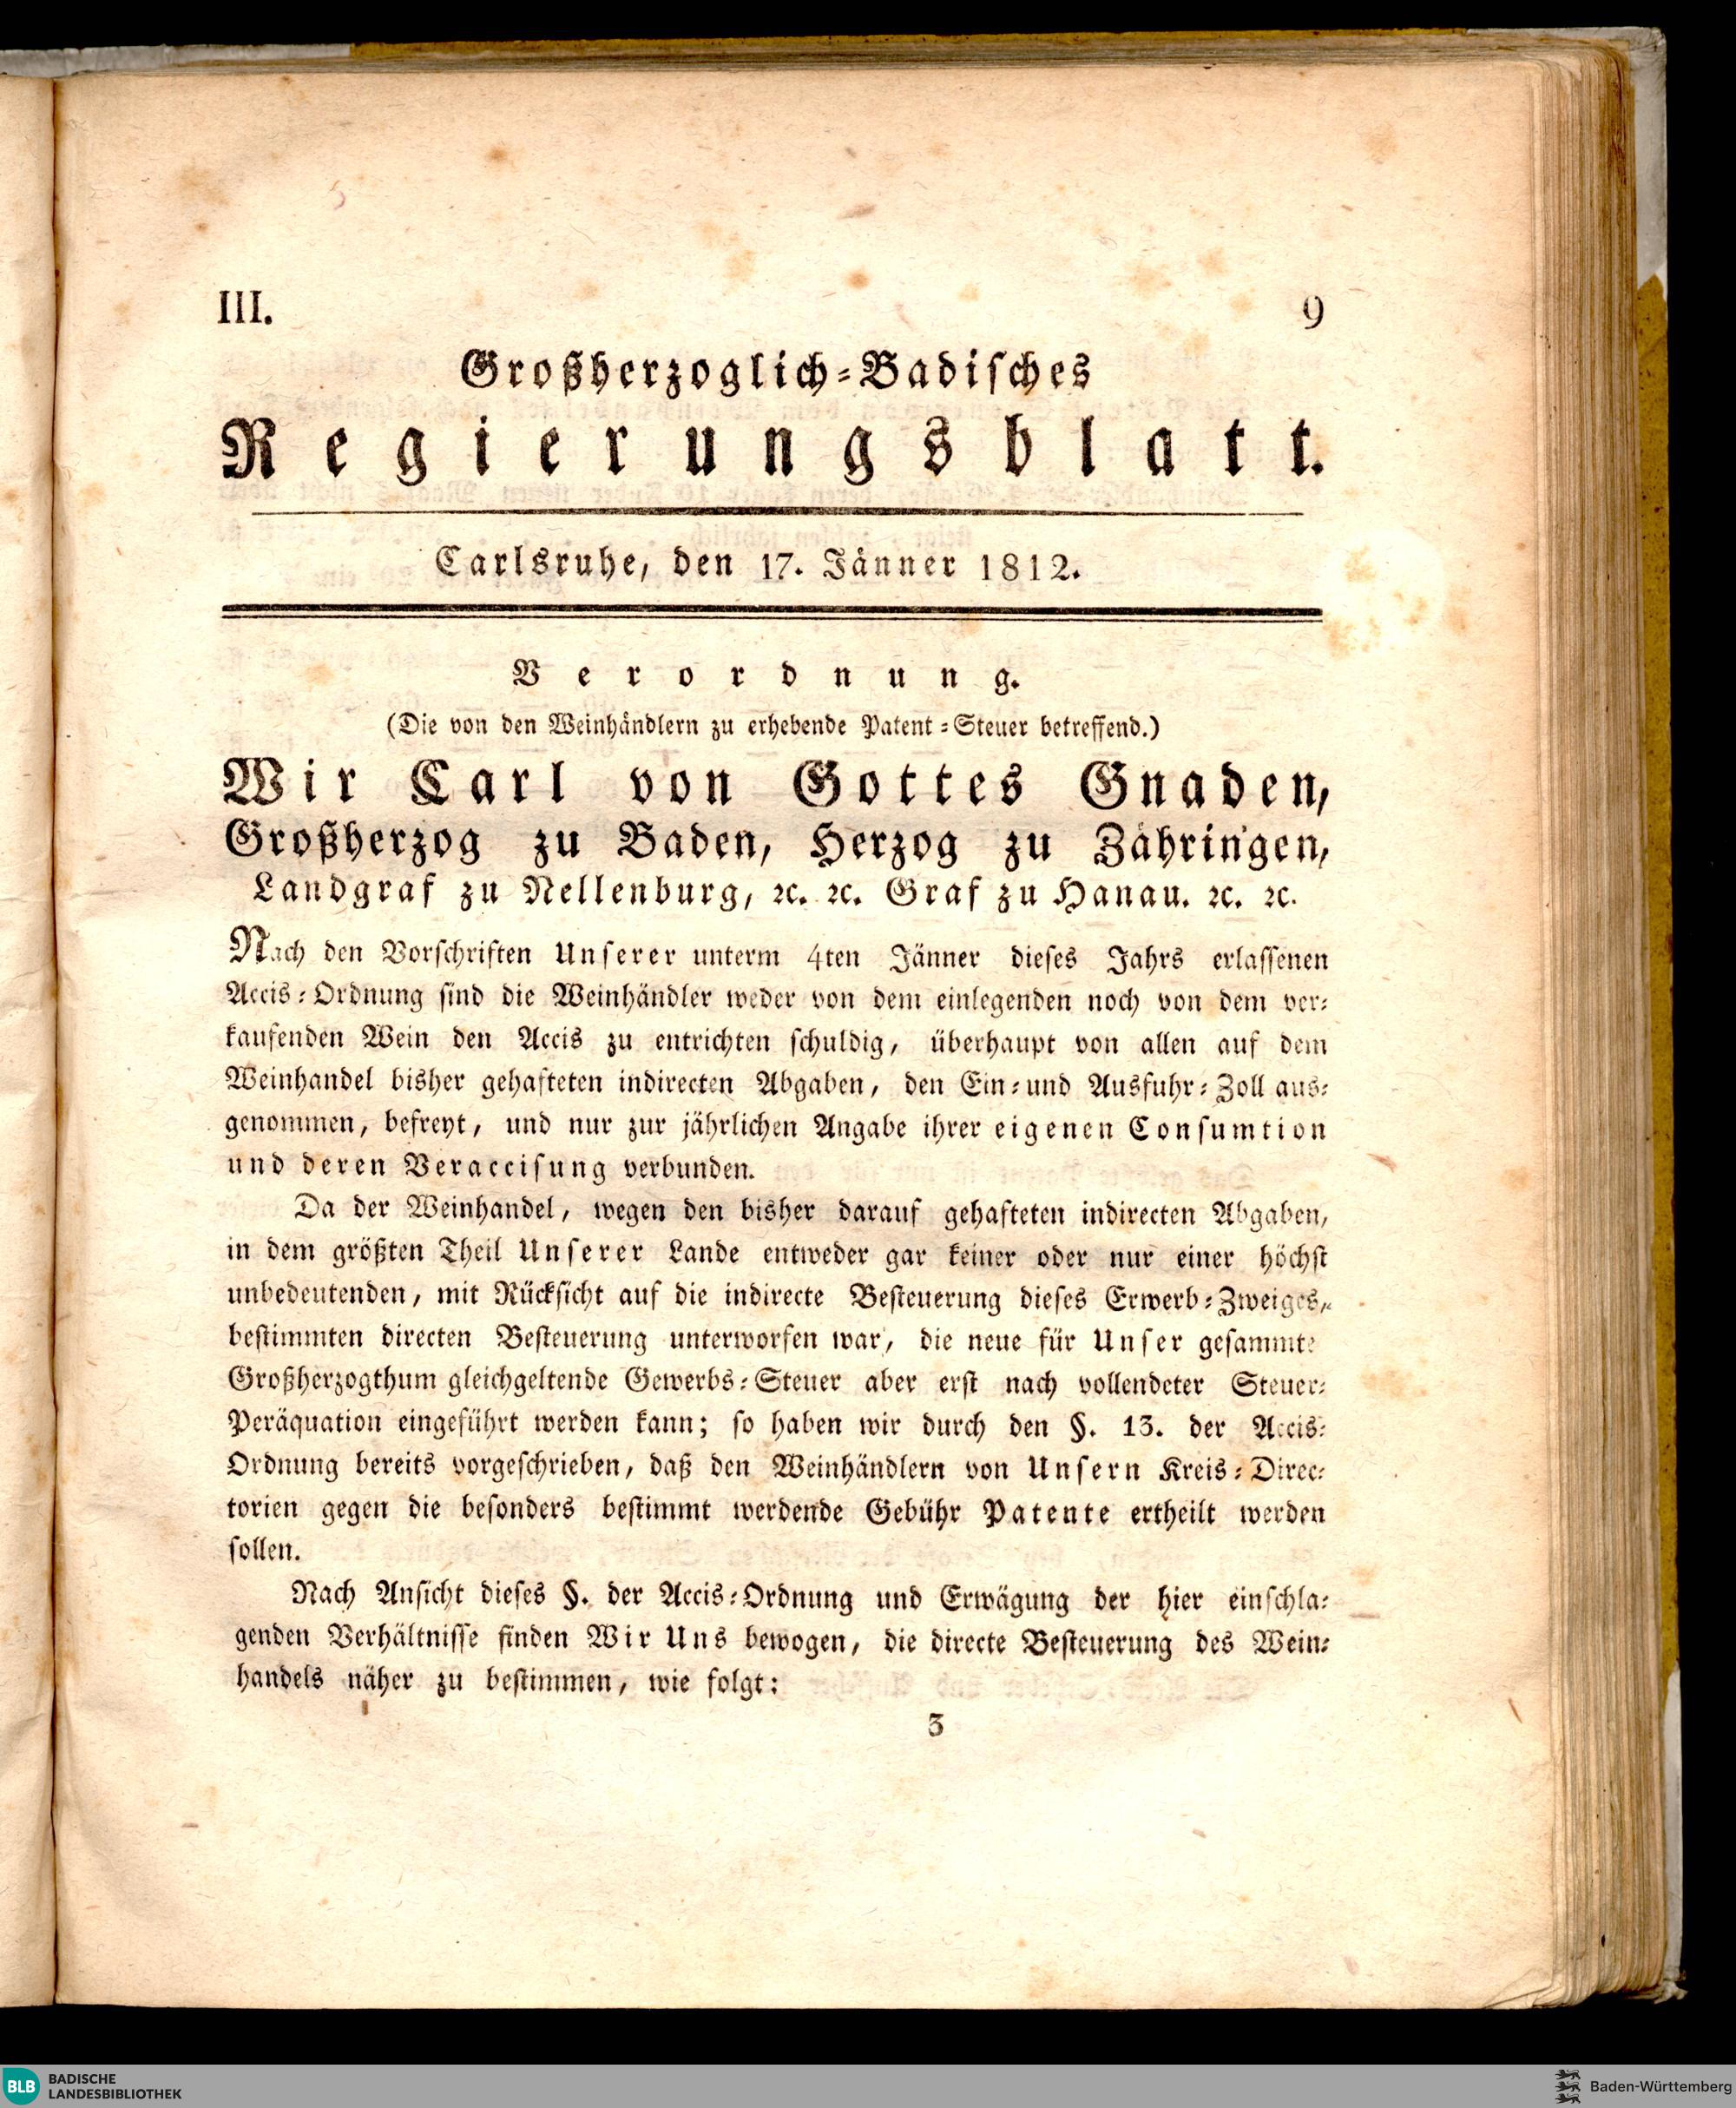 III.
9
Großherzoglich-Badisches
Regierungsblatt.
Carlsruhe, den 17. Jänner 1812.
Verordnung.
(Die von den Weinhändlern zu erhebende Patent-Steuer betreffend.)
Wir Carl von Gottes Gnaden,
Großherzog zu Baden, Herzog zu Zähringen,
Landgraf zu Nellenburg, ꝛc. ꝛc. Graf zu Hanau. ꝛc. ꝛc.
Nach den Vorschriften Unserer unterm 4ten Jänner dieses Jahrs erlassenen
Accis-Ordnung sind die Weinhändler weder von dem einlegenden noch von dem ver-
kaufenden Wein den Accis zu entrichten schuldig, überhaupt von allen auf dem
Weinhandel bisher gehafteten indirecten Abgaben, den Ein-und Ausfuhr-Zoll aus-
genommen, befreyt, und nur zur jährlichen Angabe ihrer eigenen Consumtion
und deren Veraccisung verbunden.
Da der Weinhandel, wegen den bisher darauf gehafteten indirecten Abgaben,
in dem größten Theil Unserer Lande entweder gar keiner oder nur einer höchst
unbedeutenden, mit Rücksicht auf die indirecte Besteuerung dieses Erwerb-Zweiges,
bestimmten directen Besteuerung unterworfen war, die neue für Unser gesammte
Großherzogthum gleichgeltende Gewerbs-Steuer aber erst nach vollendeter Steuer-
Peräquation eingeführt werden kann; so haben wir durch den §. 13. der Accis-
Ordnung bereits vorgeschrieben, daß den Weinhändlern von Unsern Kreis-Direc-
torien gegen die besonders bestimmt werdende Gebühr Patente ertheilt werden
sollen.
Nach Ansicht dieses §. der Accis-Ordnung und Erwägung der hier einschla-
genden Verhältnisse finden Wir Uns bewogen, die directe Besteuerung des Wein-
handels näher zu bestimmen, wie folgt:
3
BLB BADISCHE
LANDESBIBLIOTHEK
Baden-Württemberg